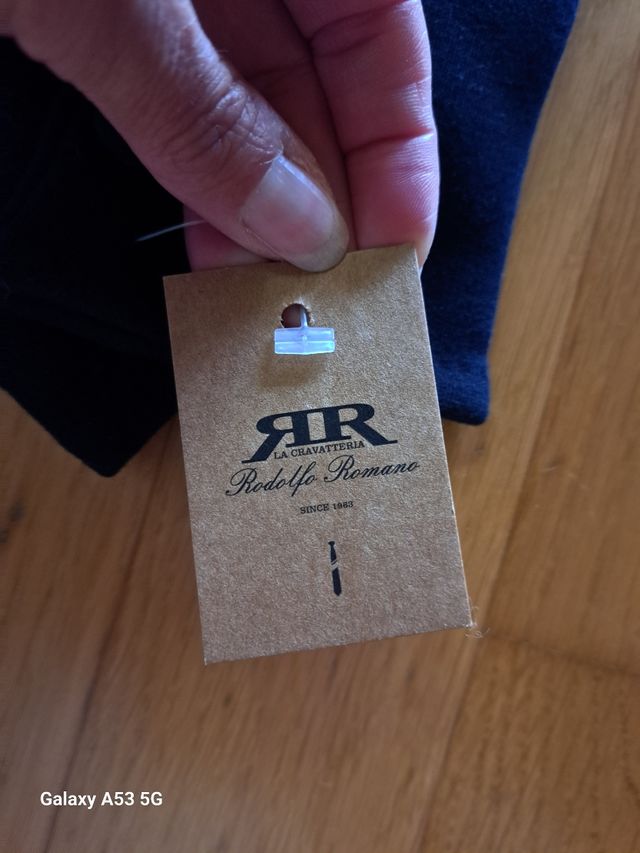 RR
LA CRAVATTERIA
Rodolfo Romano
SINCE 1963
Galaxy A53 5G